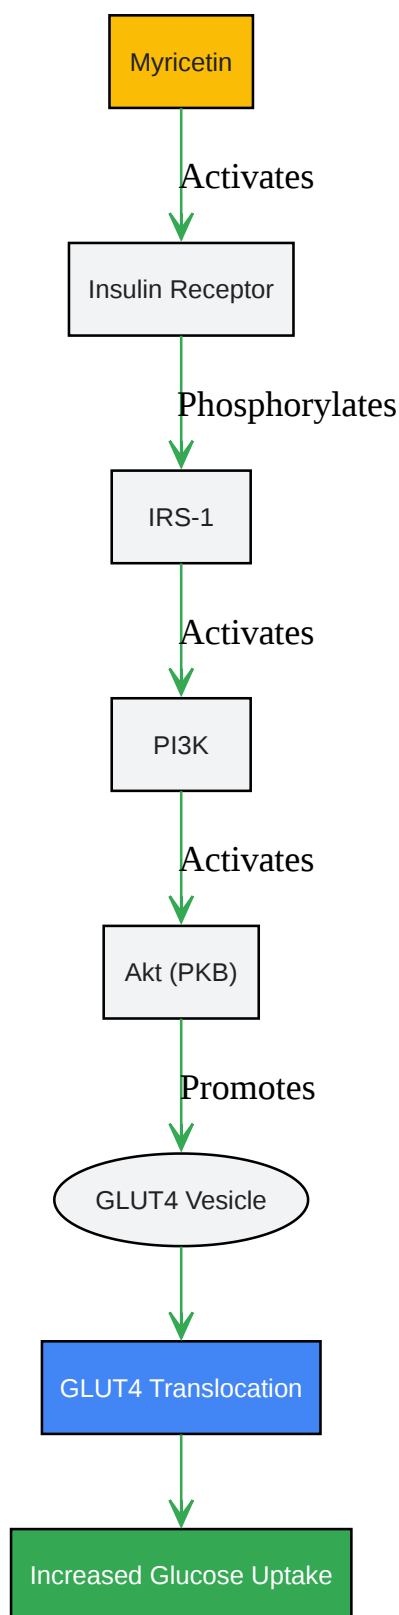 Myricetin
Activates
Insulin Receptor
Phosphorylates
IRS-1
Activates
PI3K
Activates
Akt (PKB)
Promotes
GLUT4 Vesicle
GLUT4 Translocation
Increased Glucose Uptake